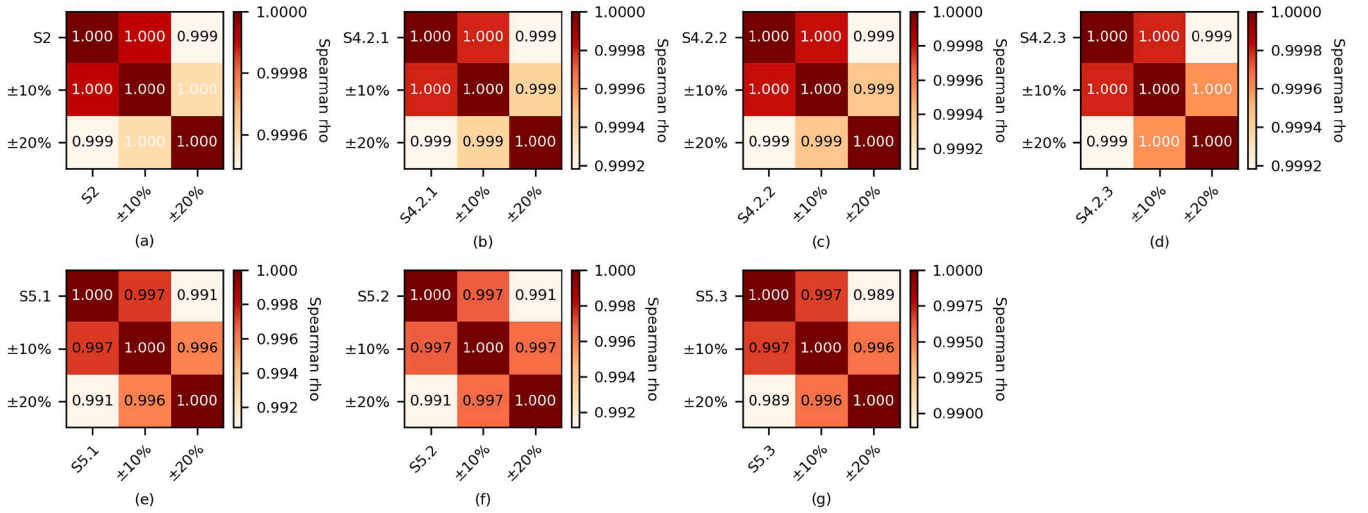 S2 1.000 1.000 0.999
±10% 1.000 1.000 1.000
±20% 0.999 1.000 1.000
S2 ±10% ±20%
1.0000
0.9998
0.9996
Spearman rho
(a)
S4.2.1 1.000 1.000 0.999
±10% 1.000 1.000 0.999
±20% 0.999 0.999 1.000
S4.2.1 ±10% ±20%
1.0000
0.9998
0.9996
0.9994
0.9992
Spearman rho
(b)
S4.2.2 1.000 1.000 0.999
±10% 1.000 1.000 0.999
±20% 0.999 0.999 1.000
S4.2.2 ±10% ±20%
1.0000
0.9998
0.9996
0.9994
0.9992
Spearman rho
(c)
S4.2.3 1.000 1.000 0.999
±10% 1.000 1.000 1.000
±20% 0.999 1.000 1.000
S4.2.3 ±10% ±20%
1.0000
0.9998
0.9996
0.9994
0.9992
Spearman rho
(d)
S5.1 1.000 0.997 0.991
±10% 0.997 1.000 0.996
±20% 0.991 0.996 1.000
S5.1 ±10% ±20%
1.000
0.998
0.996
0.994
0.992
Spearman rho
(e)
S5.2 1.000 0.997 0.991
±10% 0.997 1.000 0.997
±20% 0.991 0.997 1.000
S5.2 ±10% ±20%
1.000
0.998
0.996
0.994
0.992
Spearman rho
(f)
S5.3 1.000 0.997 0.989
±10% 0.997 1.000 0.996
±20% 0.989 0.996 1.000
S5.3 ±10% ±20%
1.0000
0.9975
0.9950
0.9925
0.9900
Spearman rho
(g)